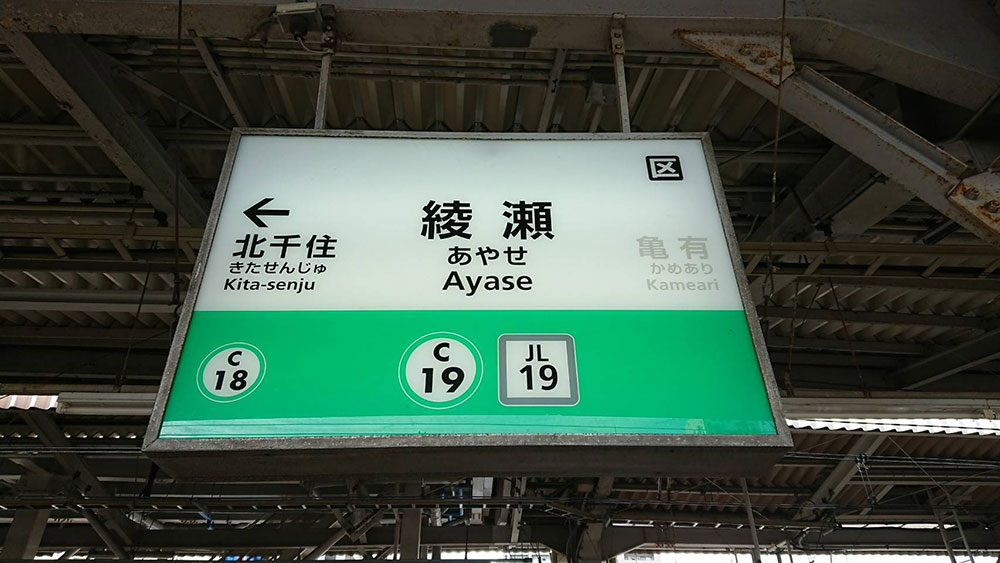 区
←
北千住
きたせんじゅ
Kita-senju
綾瀬
あやせ
Ayase
亀有
かめあり
Kameari
C
18
C
19
JL
19